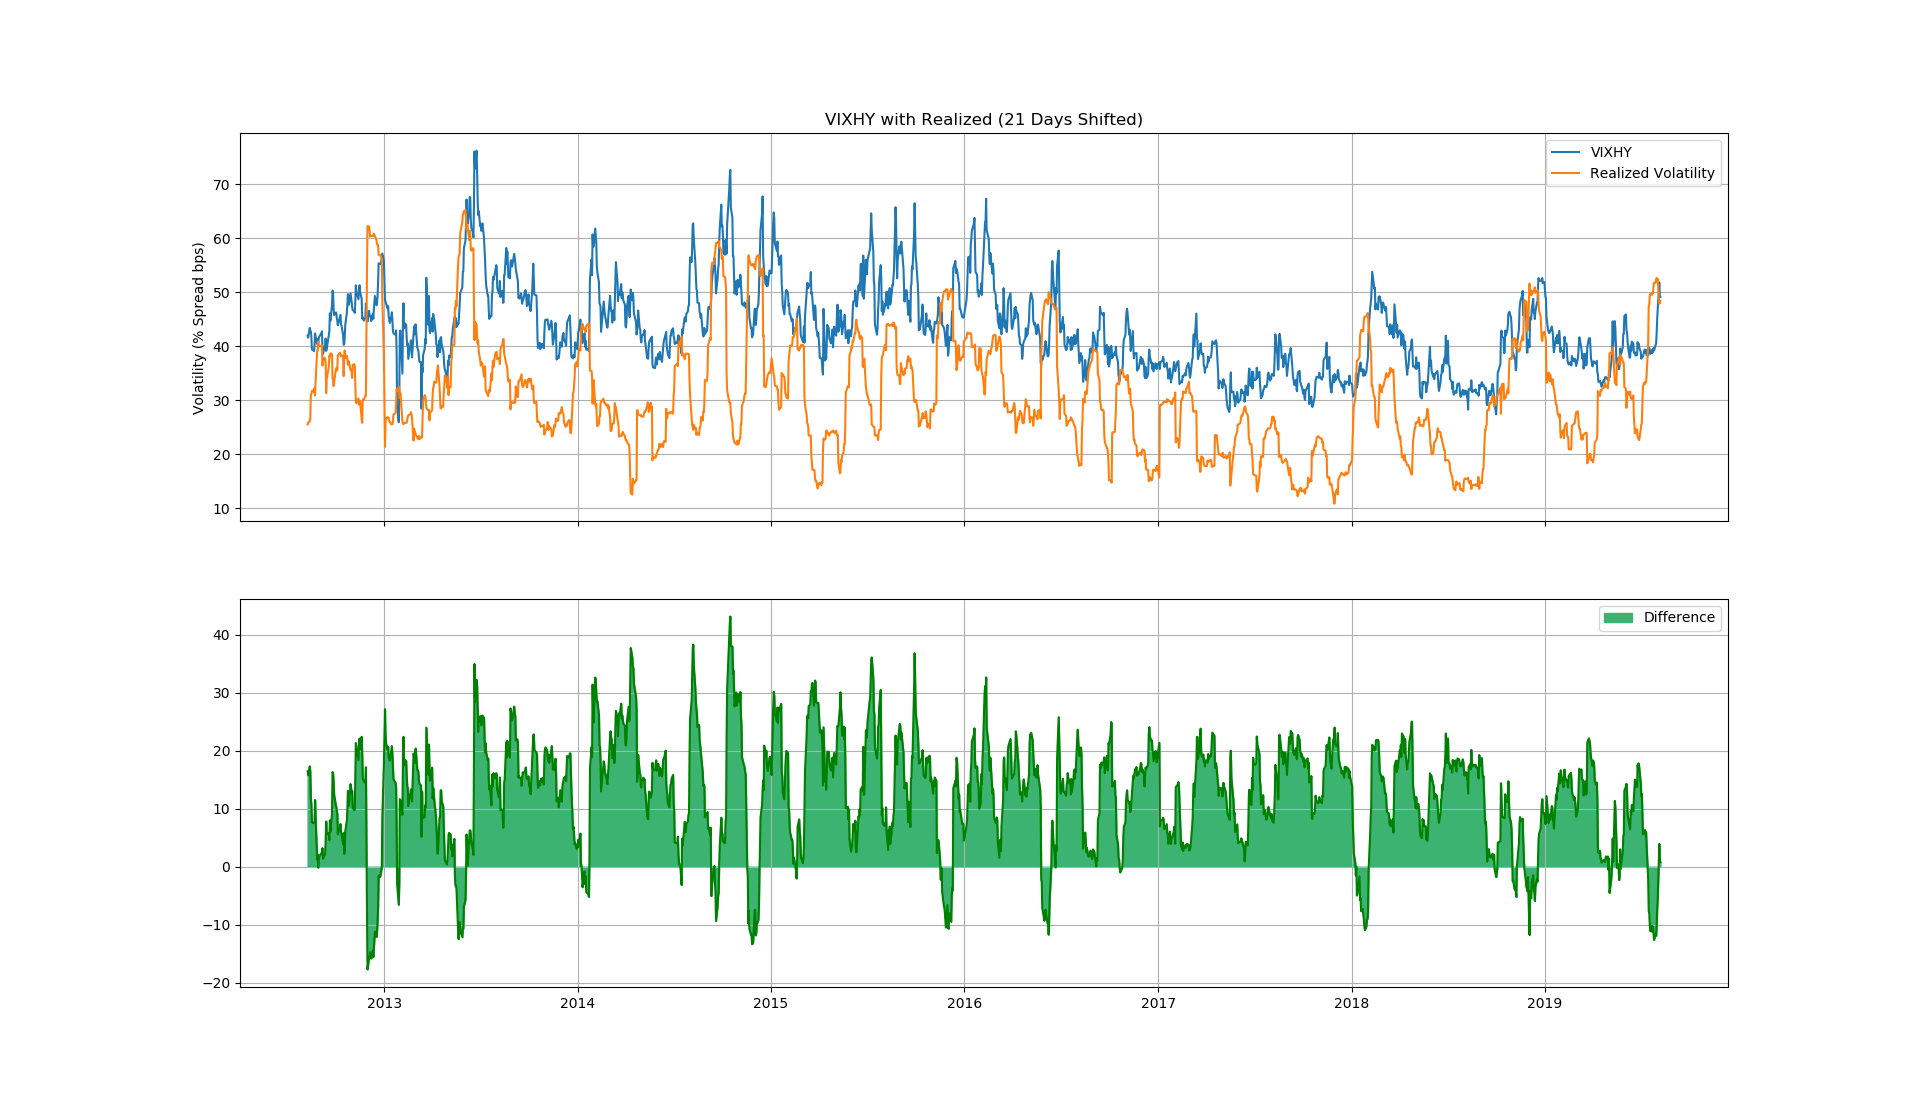 VIXHY with Realized (21 Days Shifted)
Volatility (% Spread bps)
70
60
50
40
30
20
10
VIXHY
Realized Volatility
40
30
20
10
0
−10
−20
Difference
2013 2014 2015 2016 2017 2018 2019